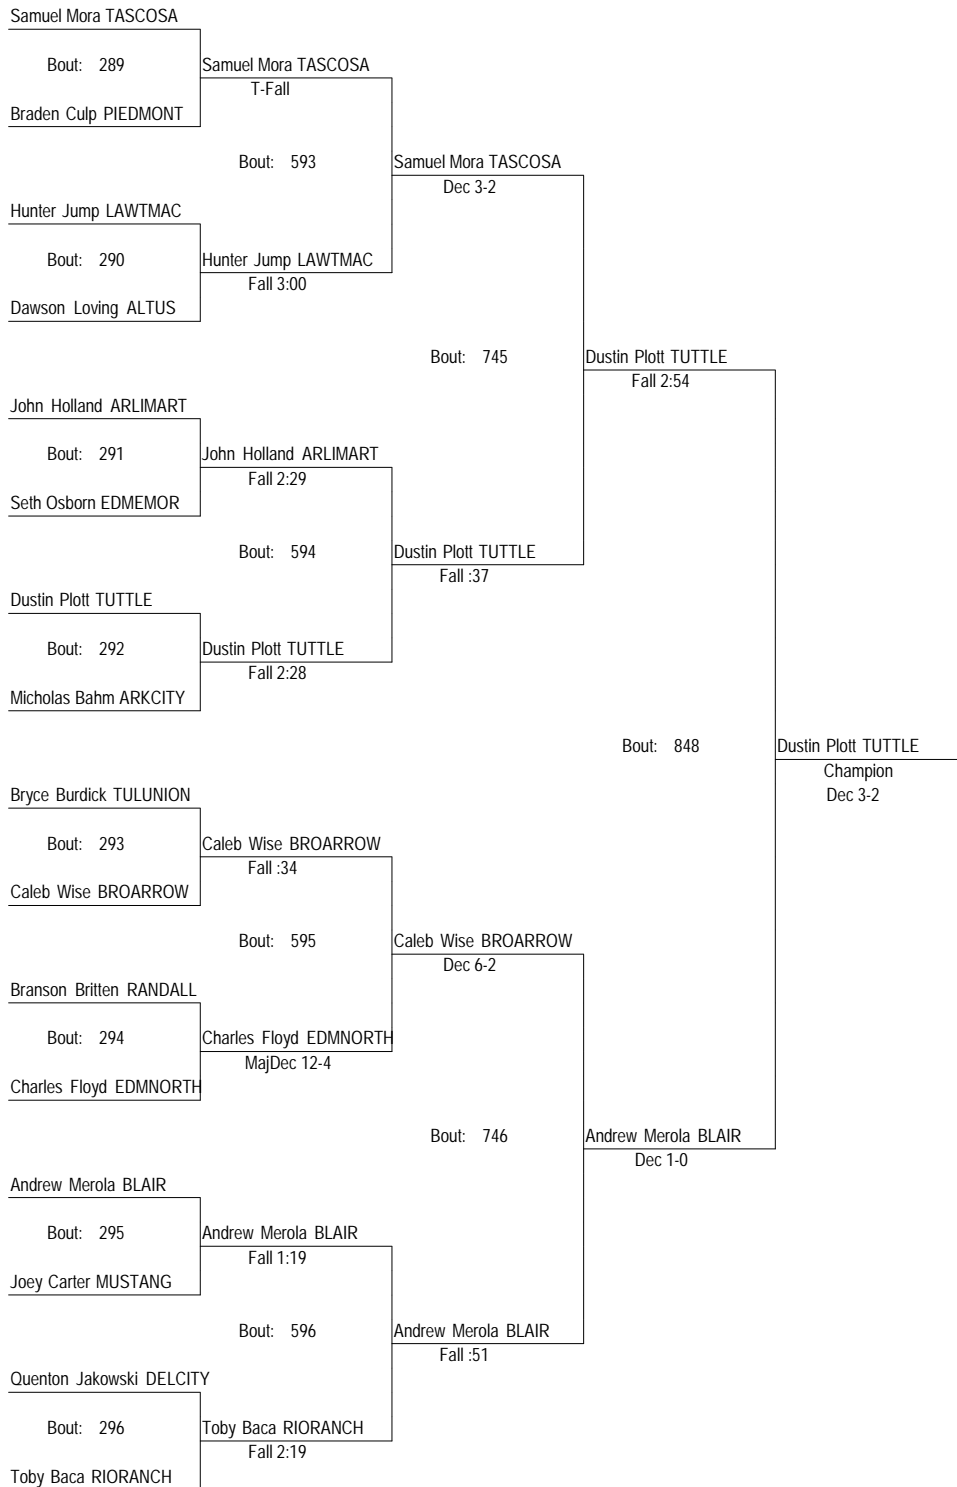 Samuel Mora TASCOSA
Bout: 289
Samuel Mora TASCOSA
T-Fall
Braden Culp PIEDMONT
Bout: 593
Samuel Mora TASCOSA
Dec 3-2
Hunter Jump LAWTMAC
Bout: 290
Hunter Jump LAWTMAC
Fall 3:00
Dawson Loving ALTUS
Bout: 745
Dustin Plott TUTTLE
Fall 2:54
John Holland ARLIMART
Bout: 291
John Holland ARLIMART
Fall 2:29
Seth Osborn EDMEMOR
Bout: 594
Dustin Plott TUTTLE
Fall :37
Dustin Plott TUTTLE
Bout: 292
Dustin Plott TUTTLE
Fall 2:28
Micholas Bahm ARKCITY
Bout: 848
Dustin Plott TUTTLE
Champion
Dec 3-2
Bryce Burdick TULUNION
Bout: 293
Caleb Wise BROARROW
Fall :34
Caleb Wise BROARROW
Bout: 595
Caleb Wise BROARROW
Dec 6-2
Branson Britten RANDALL
Bout: 294
Charles Floyd EDMNORTH
MajDec 12-4
Charles Floyd EDMNORTH
Bout: 746
Andrew Merola BLAIR
Dec 1-0
Andrew Merola BLAIR
Bout: 295
Andrew Merola BLAIR
Fall 1:19
Joey Carter MUSTANG
Bout: 596
Andrew Merola BLAIR
Fall :51
Quenton Jakowski DELCITY
Bout: 296
Toby Baca RIORANCH
Fall 2:19
Toby Baca RIORANCH